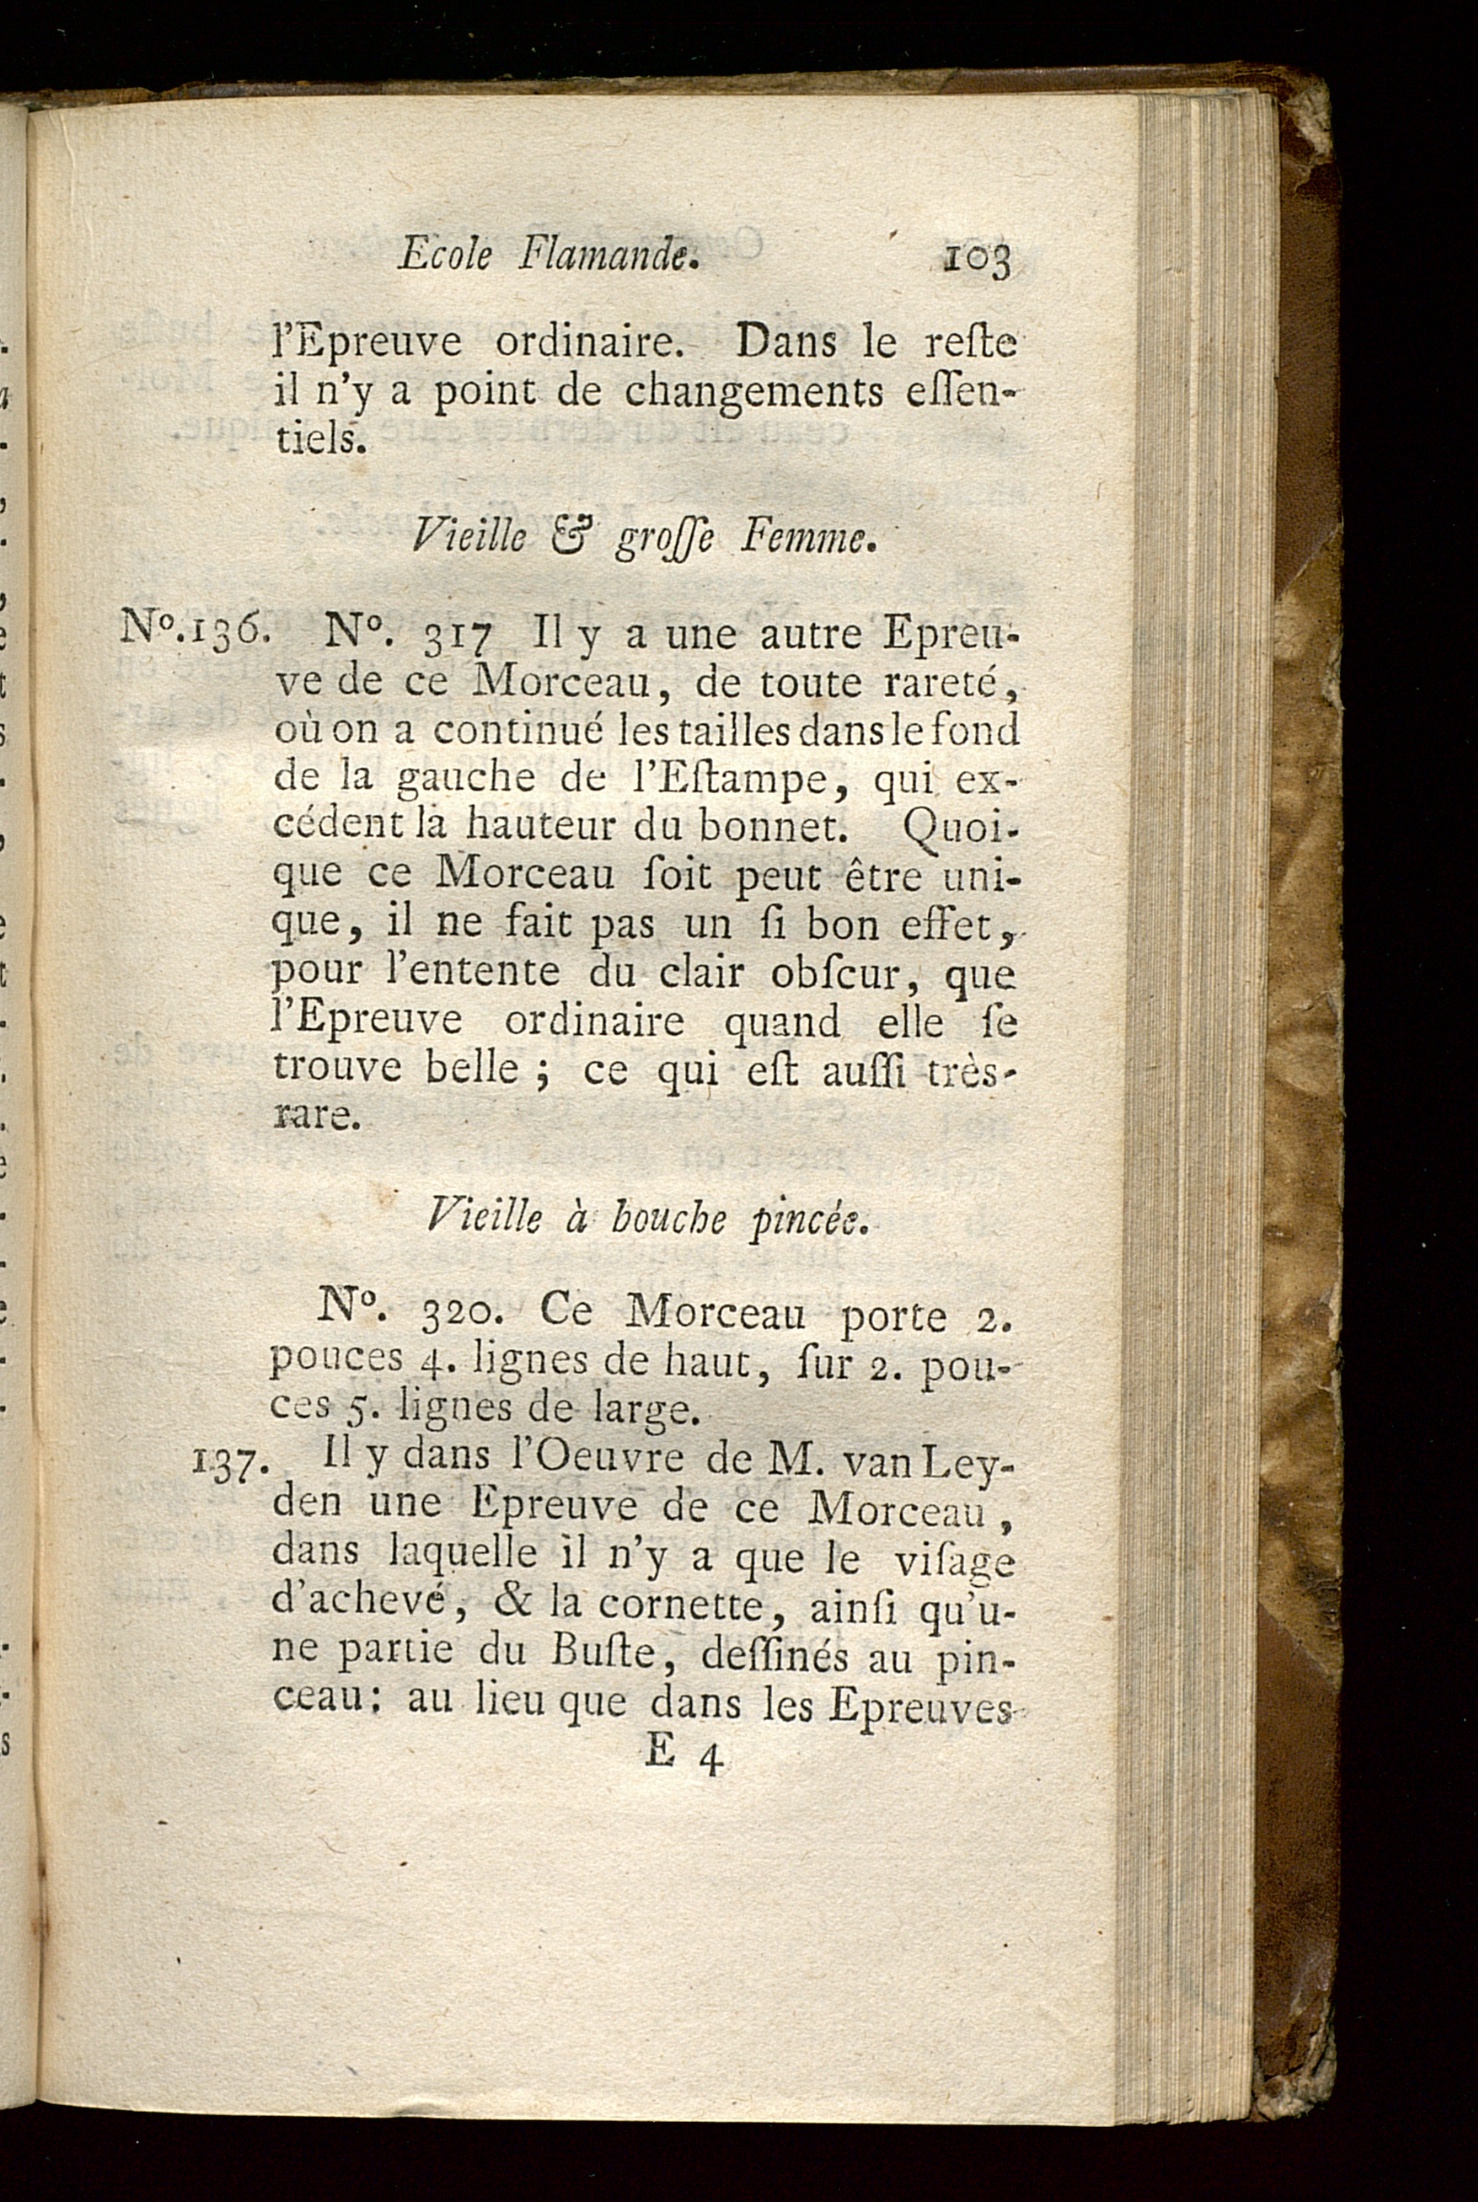 Ecole Flamande. 103
l'Epreuve ordinaire. Dans le reſte
il n'y a point de changements eſſen-
tiels.
Vieille & groſſe Femme.
Nº.136. Nº. 317 Il y a une autre Epreu-
ve de ce Morceau, de toute rareté,
où on a continué les tailles dans le fond
de la gauche de l'Eſtampe, qui ex-
cédent la hauteur du bonnet. Quoi-
que ce Morceau ſoit peut être uni-
que, il ne fait pas un ſi bon effet,
pour l'entente du clair obſcur, que
l'Epreuve ordinaire quand elle ſe
trouve belle ; ce qui eſt auſſi très-
rare.
Vieille à bouche pincée.
Nº. 320. Ce Morceau porte 2.
pouces 4. lignes de haut, ſur 2. pou-
ces 5. lignes de large.
137. Il y dans l'Oeuvre de M. van Ley-
den une Epreuve de ce Morceau,
dans laquelle il n'y a que le viſage
d'achevé, & la cornette, ainſi qu'u-
ne partie du Buſte, deſſinés au pin-
ceau: au lieu que dans les Epreuves
E 4